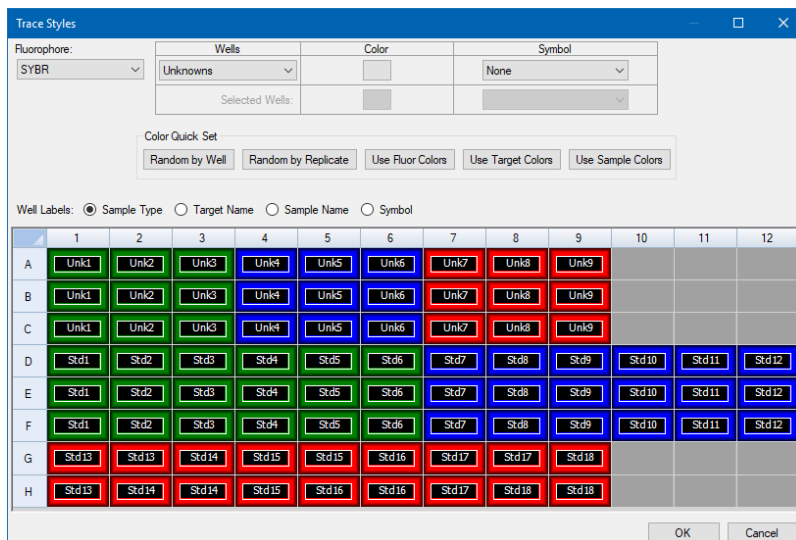 Trace Styles
Fluorophore: Wells Color Symbol
SYBR Unknowns None
Selected Wells:
Color Quick Set
Random by Well Random by Replicate Use Fluor Colors Use Target Colors Use Sample Colors
Well Labels: Sample Type Target Name Sample Name Symbol
1 2 3 4 5 6 7 8 9 10 11 12
A Unk1 Unk2 Unk3 Unk4 Unk5 Unk6 Unk7 Unk8 Unk9
B Unk1 Unk2 Unk3 Unk4 Unk5 Unk6 Unk7 Unk8 Unk9
C Unk1 Unk2 Unk3 Unk4 Unk5 Unk6 Unk7 Unk8 Unk9
D Std1 Std2 Std3 Std4 Std5 Std6 Std7 Std8 Std9 Std10 Std11 Std12
E Std1 Std2 Std3 Std4 Std5 Std6 Std7 Std8 Std9 Std10 Std11 Std12
F Std1 Std2 Std3 Std4 Std5 Std6 Std7 Std8 Std9 Std10 Std11 Std12
G Std13 Std13 Std14 Std15 Std15 Std16 Std17 Std17 Std18
H Std13 Std14 Std14 Std15 Std16 Std16 Std17 Std18 Std18
OK Cancel